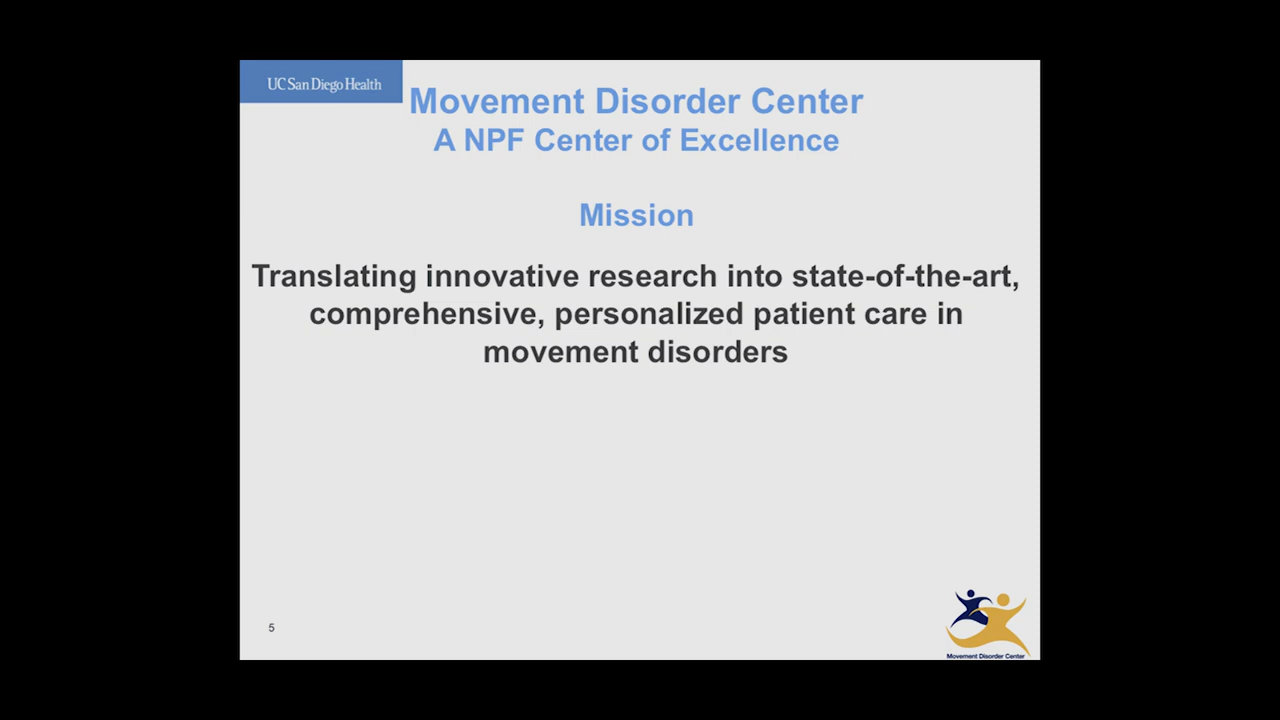 UC San Diego Health
Movement Disorder Center
A NPF Center of Excellence
Mission
Translating innovative research into state-of-the-art,
comprehensive, personalized patient care in
movement disorders
5
Movement Disorder Center